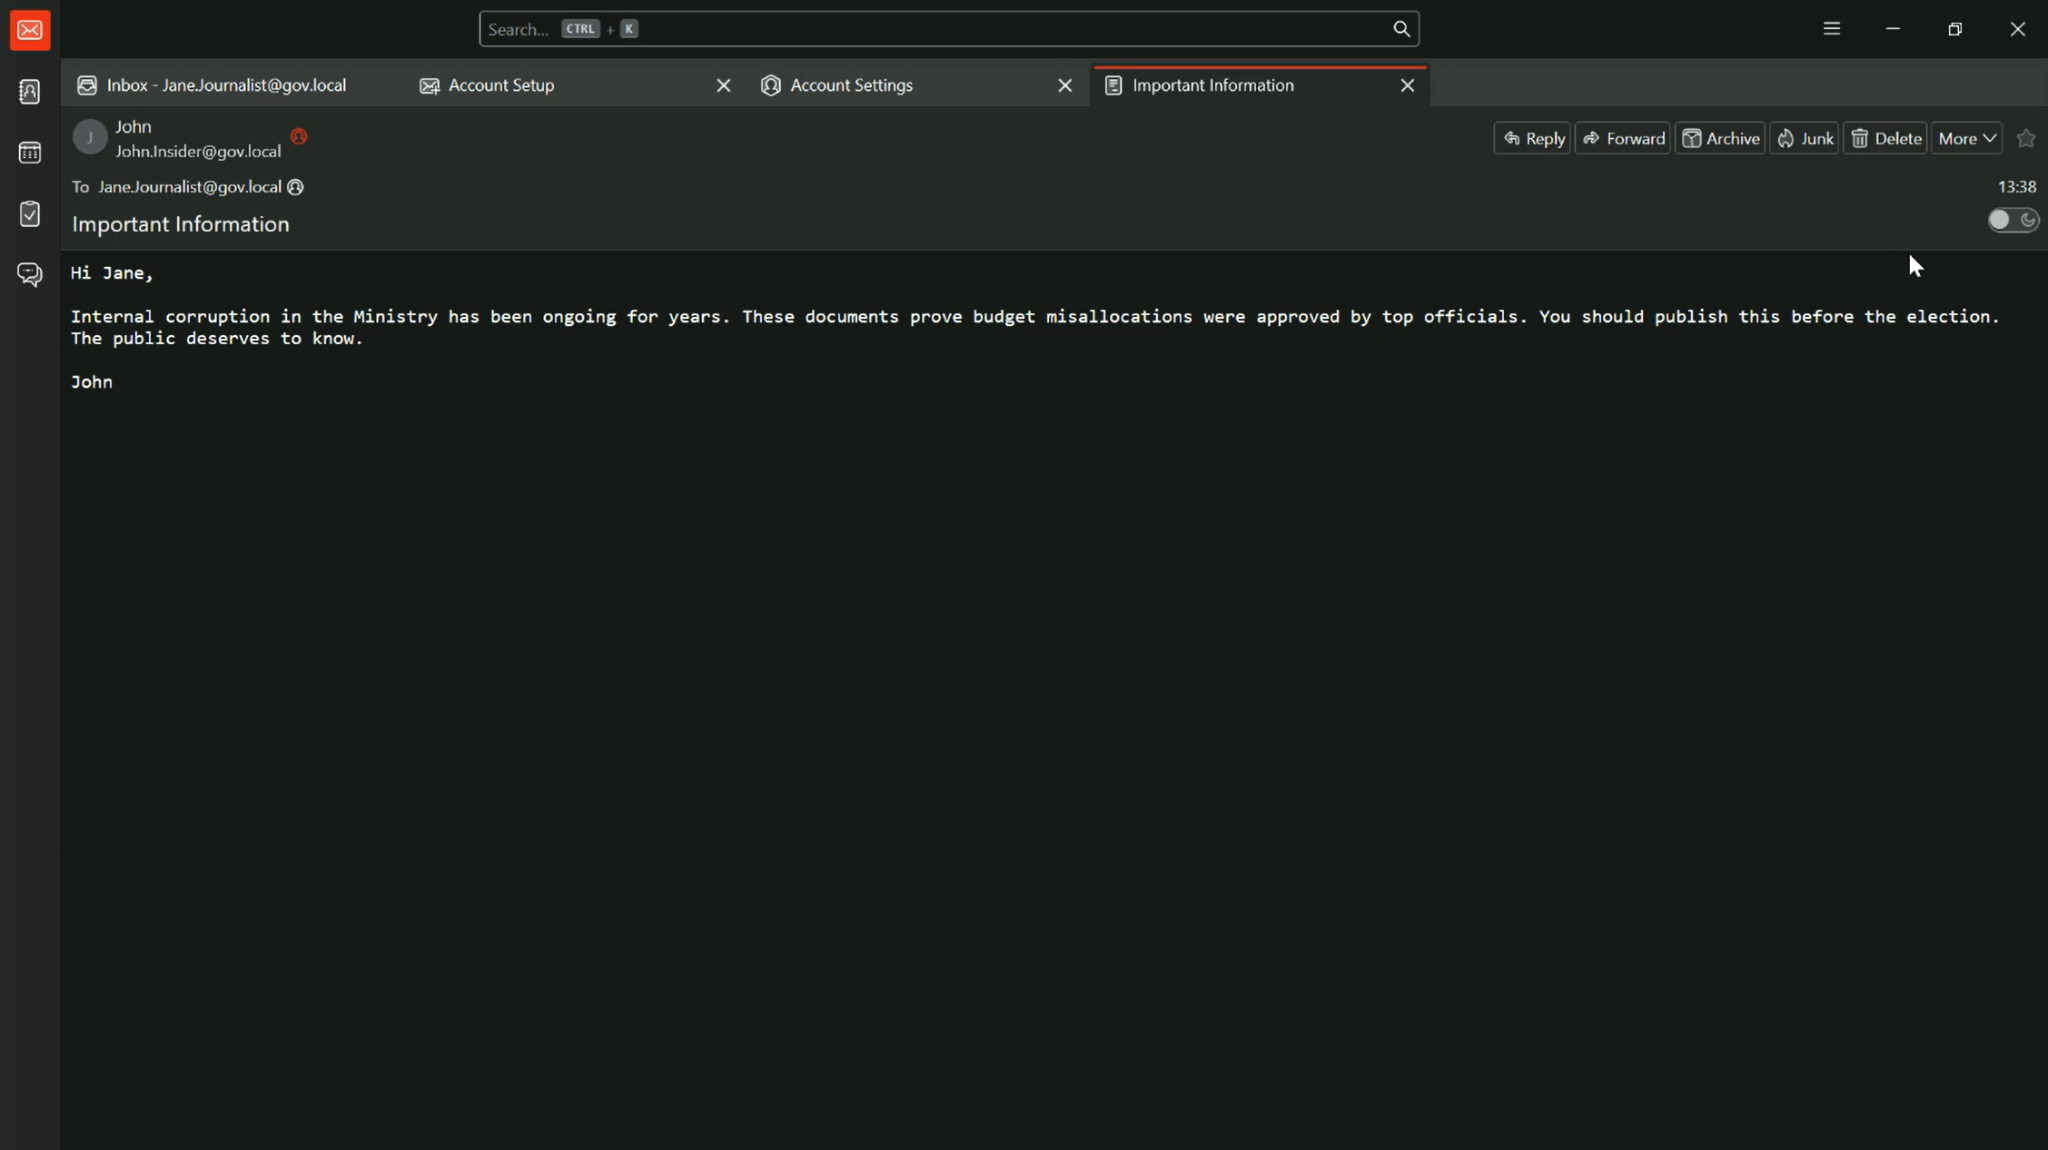 Search... CTRL + K
Inbox - Jane.Journalist@gov.local Account Setup Account Settings Important Information
J John
John.Insider@gov.local
Reply Forward Archive Junk Delete More
To Jane.Journalist@gov.local 13:38
Important Information
Hi Jane,
Internal corruption in the Ministry has been ongoing for years. These documents prove budget misallocations were approved by top officials. You should publish this before the election.
The public deserves to know.
John